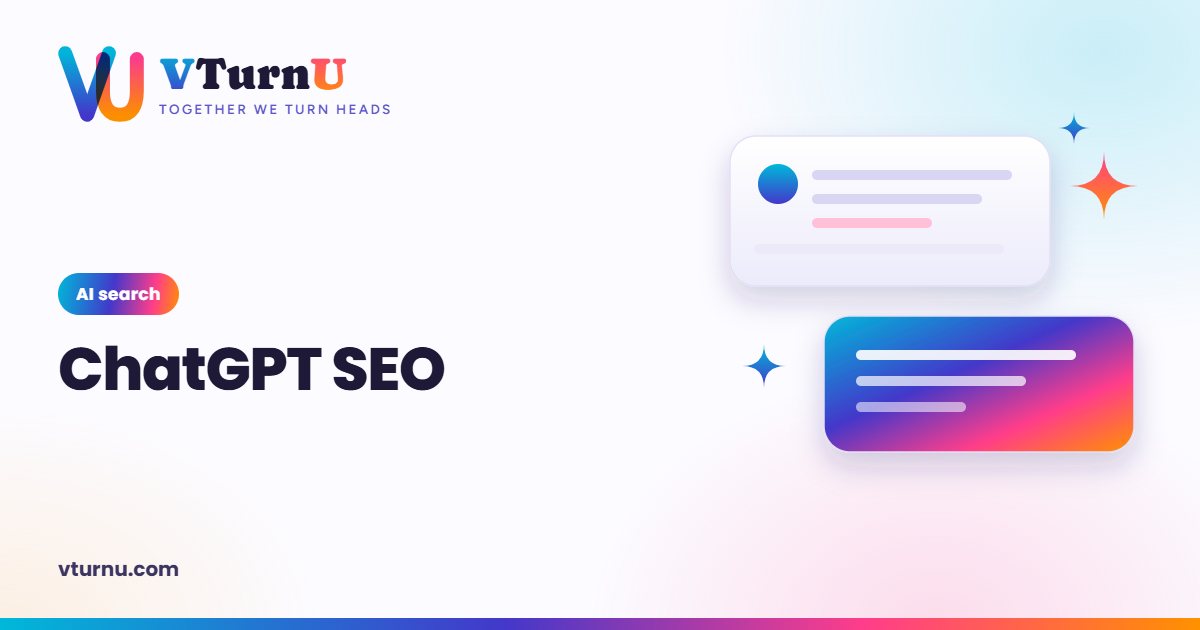 VTurnU
TOGETHER WE TURN HEADS
AI search
ChatGPT SEO
vturnu.com